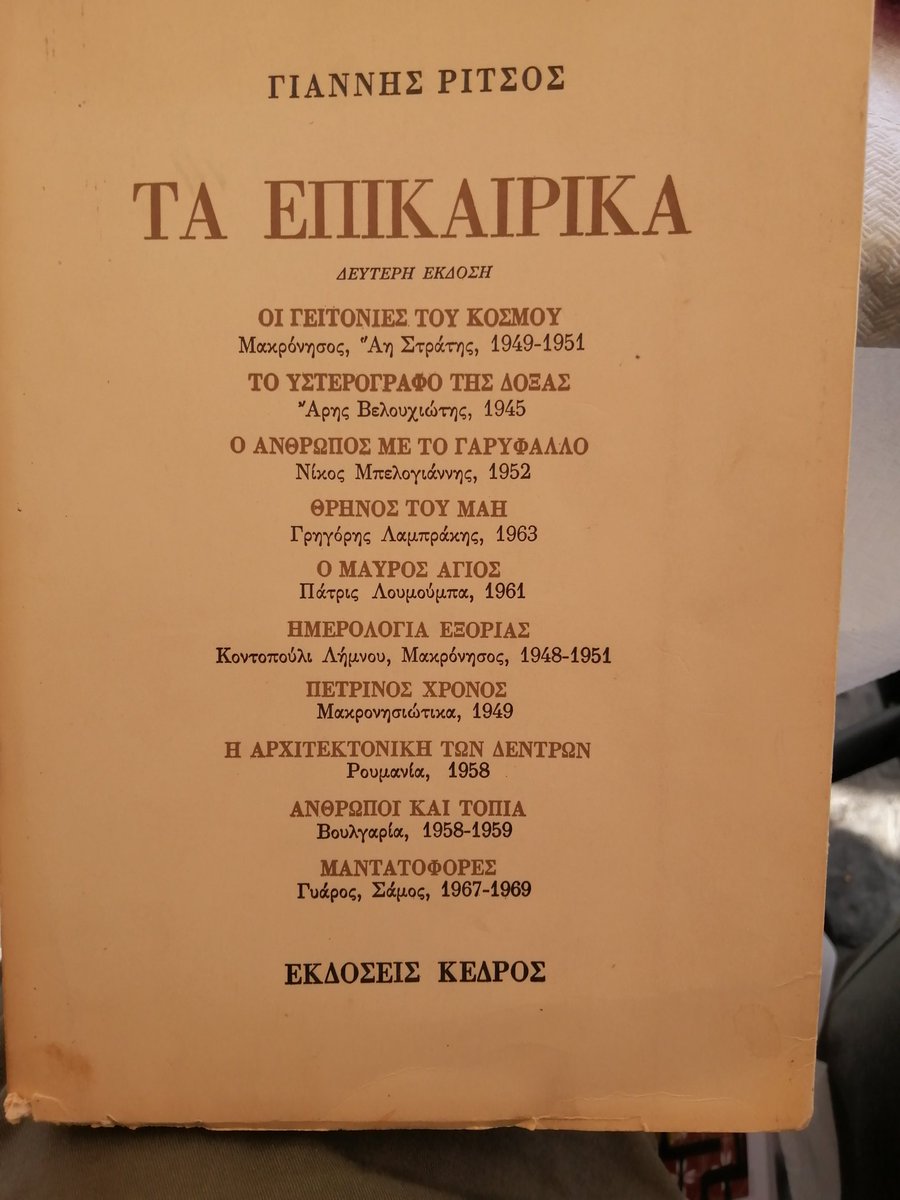 ΓΙΑΝΝΗΣ ΡΙΤΣΟΣ
ΤΑ ΕΠΙΚΑΙΡΙΚΑ
ΔΕΥΤΕΡΗ ΕΚΔΟΣΗ
ΟΙ ΓΕΙΤΟΝΙΕΣ ΤΟΥ ΚΟΣΜΟΥ
Μακρόνησος, Ἅη Στράτης, 1949-1951
ΤΟ ΥΣΤΕΡΟΓΡΑΦΟ ΤΗΣ ΔΟΞΑΣ
Ἄρης Βελουχιώτης, 1945
Ο ΑΝΘΡΩΠΟΣ ΜΕ ΤΟ ΓΑΡΥΦΑΛΛΟ
Νίκος Μπελογιάννης, 1952
ΘΡΗΝΟΣ ΤΟΥ ΜΑΗ
Γρηγόρης Λαμπράκης, 1963
Ο ΜΑΥΡΟΣ ΑΓΙΟΣ
Πάτρις Λουμούμπα, 1961
ΗΜΕΡΟΛΟΓΙΑ ΕΞΟΡΙΑΣ
Κοντοπούλι Λήμνου, Μακρόνησος, 1948-1951
ΠΕΤΡΙΝΟΣ ΧΡΟΝΟΣ
Μακρονησιώτικα, 1949
Η ΑΡΧΙΤΕΚΤΟΝΙΚΗ ΤΩΝ ΔΕΝΤΡΩΝ
Ρουμανία, 1958
ΑΝΘΡΩΠΟΙ ΚΑΙ ΤΟΠΙΑ
Βουλγαρία, 1958-1959
ΜΑΝΤΑΤΟΦΟΡΕΣ
Γυάρος, Σάμος, 1967-1969
ΕΚΔΟΣΕΙΣ ΚΕΔΡΟΣ